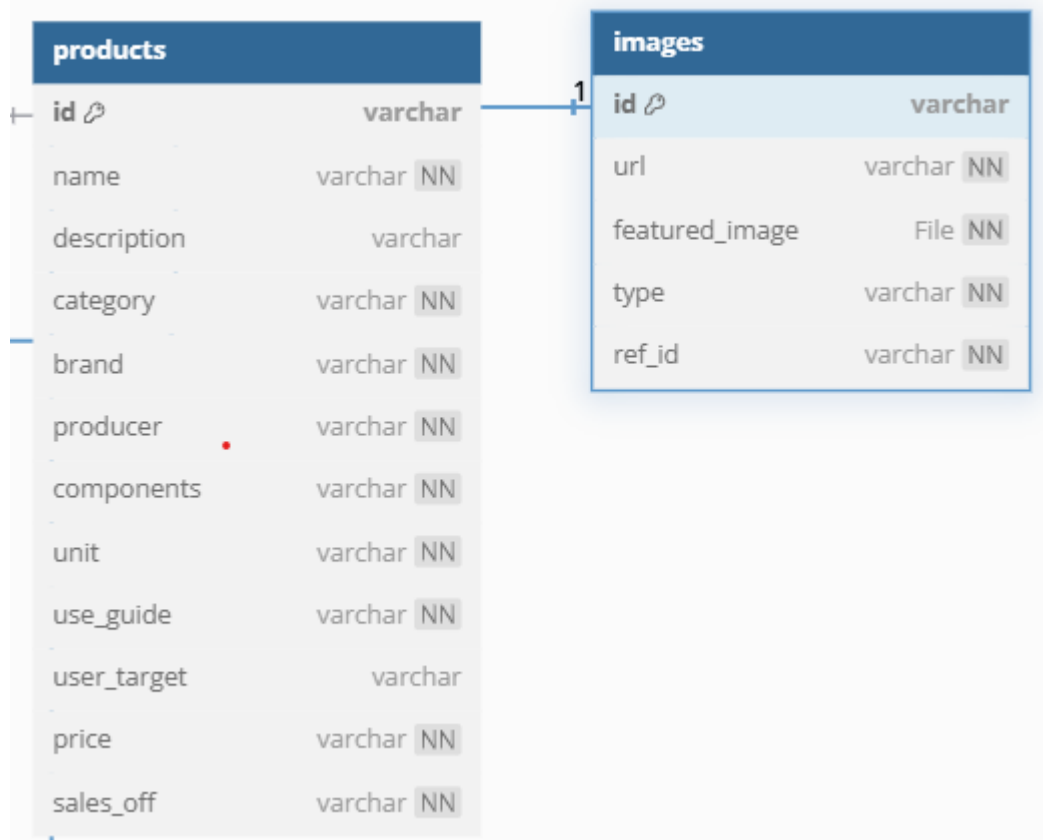 products
id varchar
name varchar NN
description varchar
category varchar NN
brand varchar NN
producer varchar NN
components varchar NN
unit varchar NN
use_guide varchar NN
user_target varchar
price varchar NN
sales_off varchar NN
1
images
id varchar
url varchar NN
featured_image File NN
type varchar NN
ref_id varchar NN